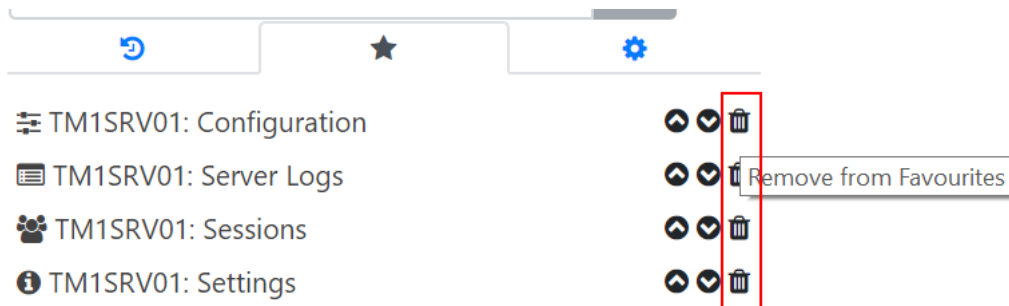 TM1SRV01: Configuration
TM1SRV01: Server Logs
Remove from Favourites
TM1SRV01: Sessions
TM1SRV01: Settings